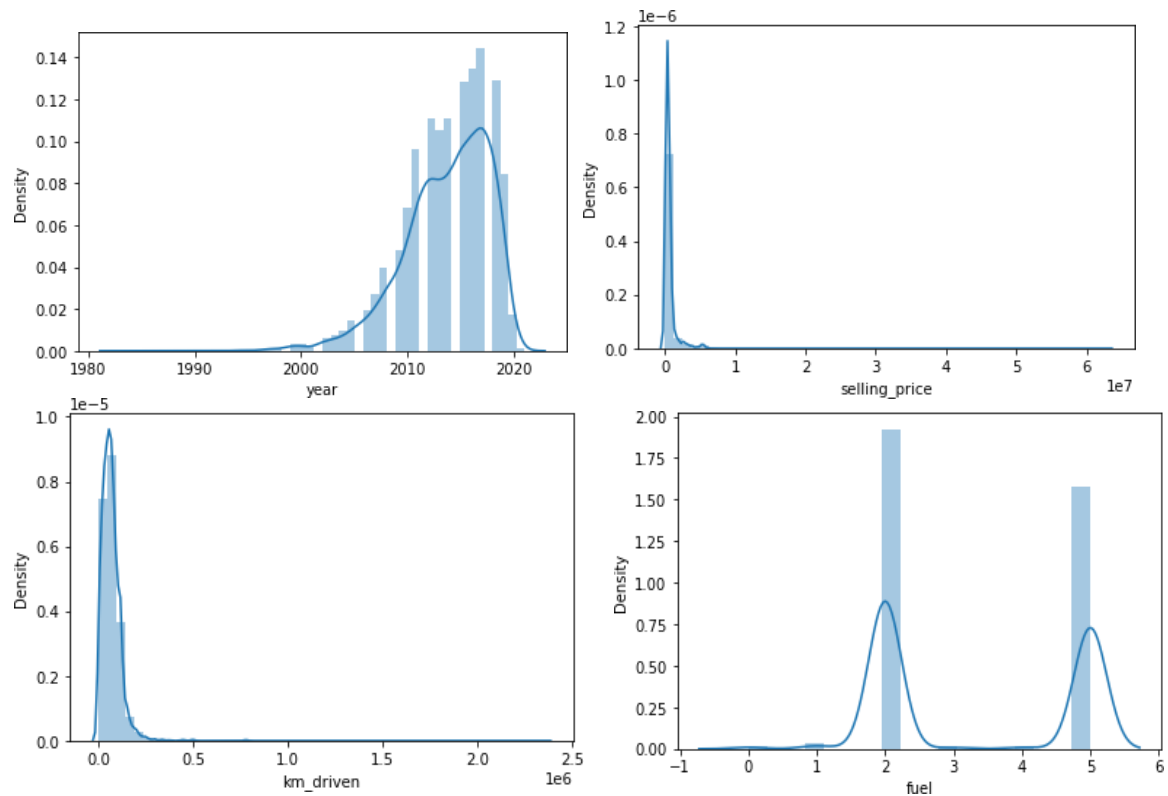 0.14
0.12
0.10
0.08
0.06
0.04
0.02
0.00
Density
1980 1990 2000 2010 2020
year
1e-6
1.2
1.0
0.8
0.6
0.4
0.2
0.0
Density
0 1 2 3 4 5 6
1e7
selling_price
1e-5
1.0
0.8
0.6
0.4
0.2
0.0
Density
0.0 0.5 1.0 1.5 2.0 2.5
1e6
km_driven
2.00
1.75
1.50
1.25
1.00
0.75
0.50
0.25
0.00
Density
−1 0 1 2 3 4 5 6
fuel